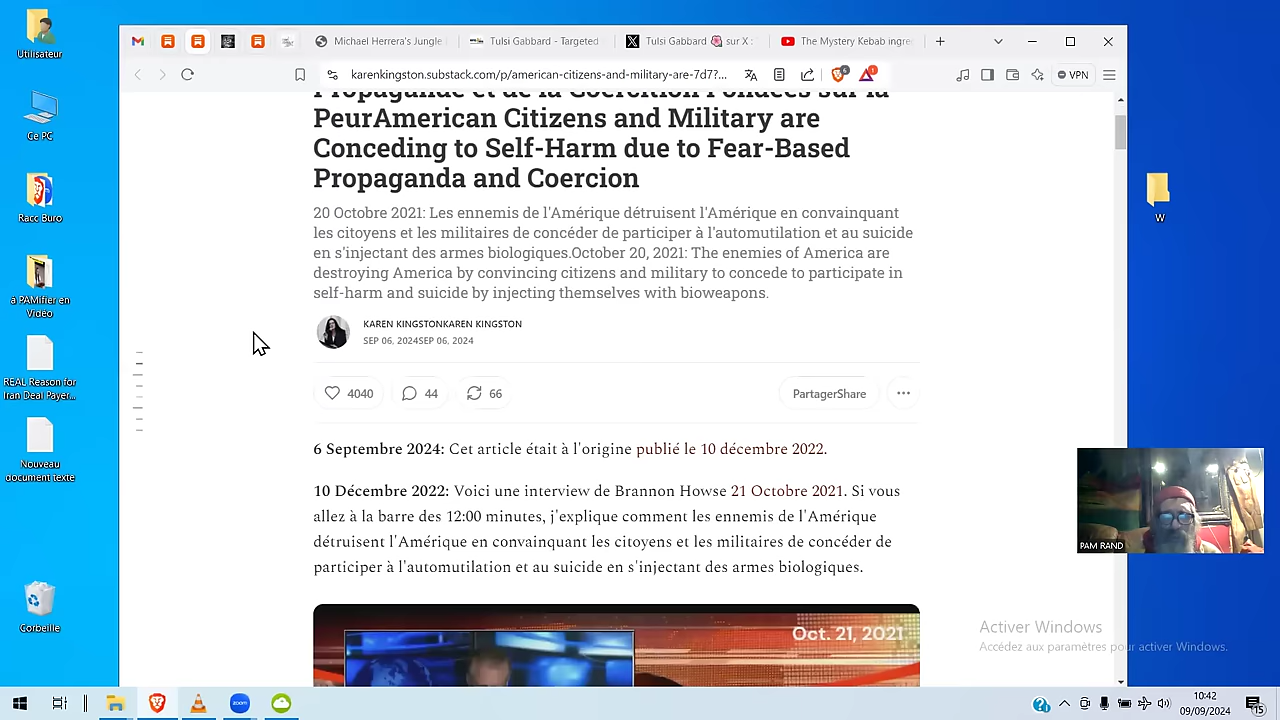 Utilisateur
Ce PC
Racc Buro
à PAMifier en
Video
REAL Reason for
Iran Deal Payer...
Nouveau
document texte
Corbeille
Michael Herrera's Jungle
Tulsi Gabbard - Targeted
Tulsi Gabbard 🌺 sur X :
The Mystery Kebab
karenkingston.substack.com/p/american-citizens-and-military-are-7d7?...
6
1
VPN
Propagande et de la Coercition Fondées sur la
PeurAmerican Citizens and Military are
Conceding to Self-Harm due to Fear-Based
Propaganda and Coercion
20 Octobre 2021: Les ennemis de l'Amérique détruisent l'Amérique en convainquant
les citoyens et les militaires de concéder de participer à l'automutilation et au suicide
en s'injectant des armes biologiques.October 20, 2021: The enemies of America are
destroying America by convincing citizens and military to concede to participate in
self-harm and suicide by injecting themselves with bioweapons.
KAREN KINGSTONKAREN KINGSTON
SEP 06, 2024SEP 06, 2024
4040
44
66
PartagerShare
6 Septembre 2024: Cet article était à l'origine publié le 10 décembre 2022.
10 Décembre 2022: Voici une interview de Brannon Howse 21 Octobre 2021. Si vous
allez à la barre des 12:00 minutes, j'explique comment les ennemis de l'Amérique
détruisent l'Amérique en convainquant les citoyens et les militaires de concéder de
participer à l'automutilation et au suicide en s'injectant des armes biologiques.
Oct. 21, 2021
W
PAM RAND
Activer Windows
Accédez aux paramètres pour activer Windows.
zoom
10:42
09/09/2024
15